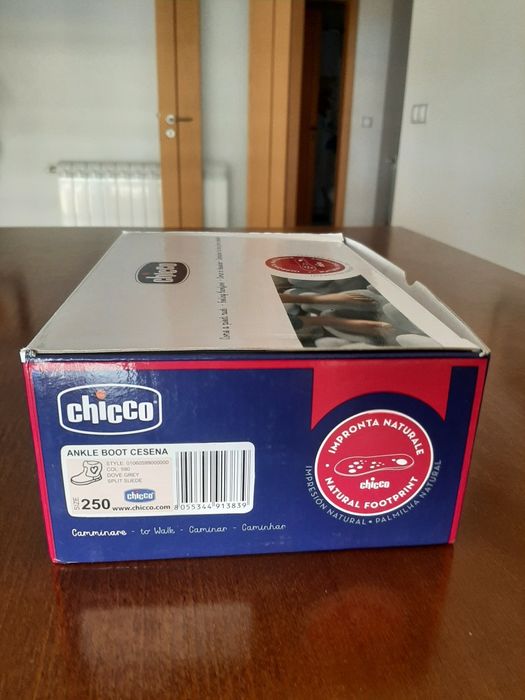 chicco
chicco
ANKLE BOOT CESENA
STYLE: 01060589000000
COL: 980
DOVE GREY
SPLIT SUEDE
SIZE 250
chicco
www.chicco.com
8 055344 913839
Camminare - to Walk - Caminar - Caminhar
IMPRONTA NATURALE
chicco
NATURAL FOOTPRINT
IMPRESIÓN NATURAL • PALMILHA NATURAL